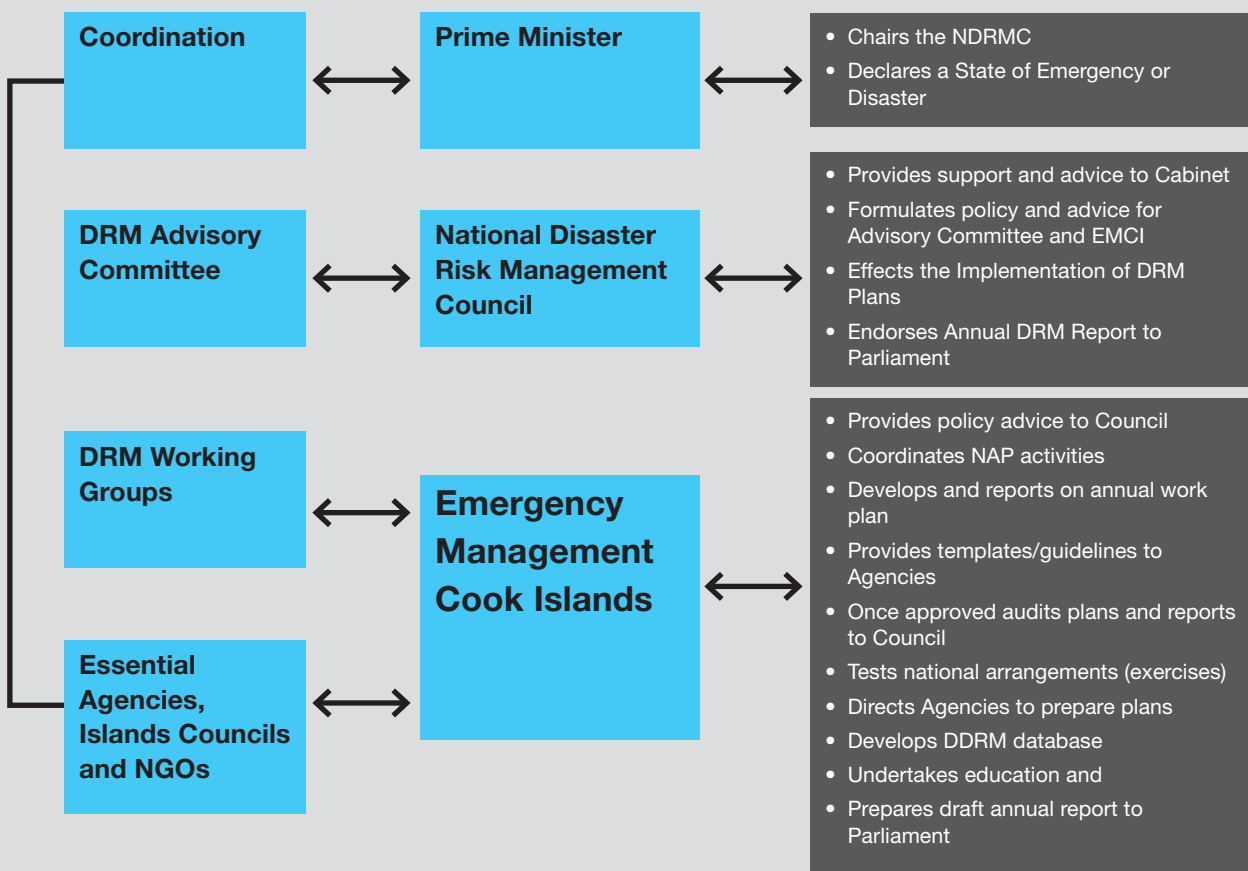 Coordination
Prime Minister
• Chairs the NDRMC
• Declares a State of Emergency or
Disaster
DRM Advisory
Committee
National Disaster
Risk Management
Council
• Provides support and advice to Cabinet
• Formulates policy and advice for
Advisory Committee and EMCI
• Effects the Implementation of DRM
Plans
• Endorses Annual DRM Report to
Parliament
DRM Working
Groups
Essential
Agencies,
Islands Councils
and NGOs
Emergency
Management
Cook Islands
• Provides policy advice to Council
• Coordinates NAP activities
• Develops and reports on annual work
plan
• Provides templates/guidelines to
Agencies
• Once approved audits plans and reports
to Council
• Tests national arrangements (exercises)
• Directs Agencies to prepare plans
• Develops DDRM database
• Undertakes education and
• Prepares draft annual report to
Parliament